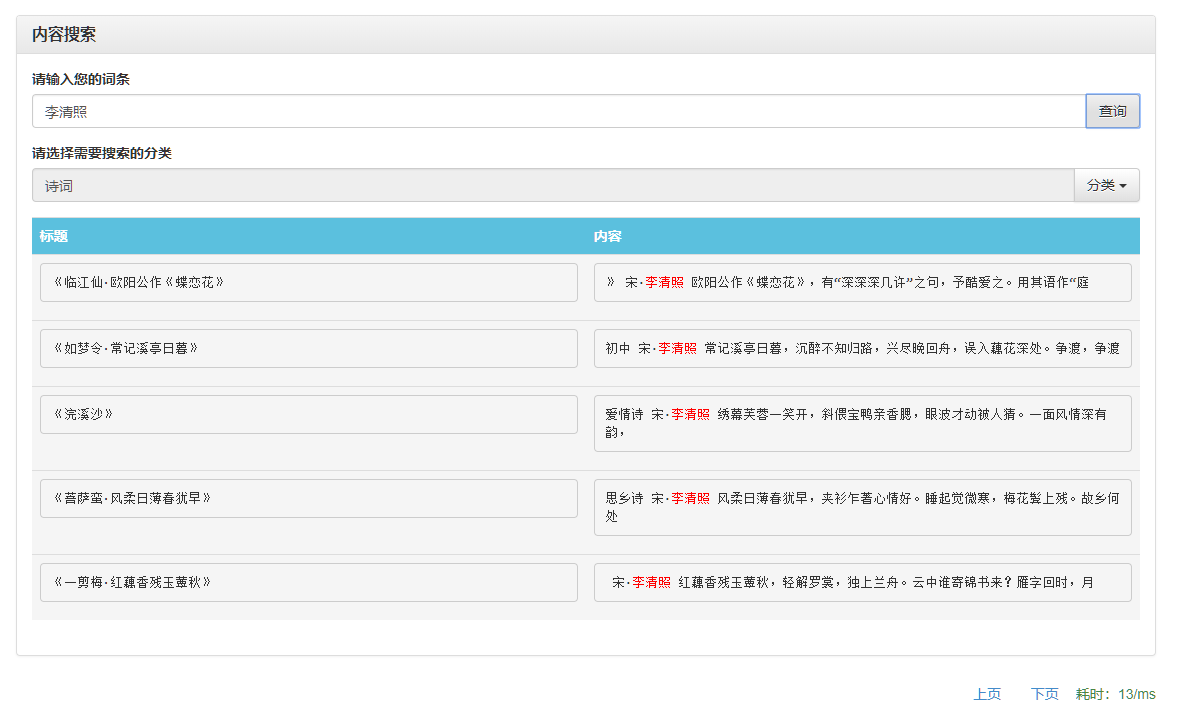 内容搜索
请输入您的词条
李清照 查询
请选择需要搜索的分类
诗词 分类
标题 内容
《临江仙·欧阳公作《蝶恋花》 》 宋·李清照 欧阳公作《蝶恋花》，有“深深深几许”之句，予酷爱之。用其语作“庭
《如梦令·常记溪亭日暮》 初中 宋·李清照 常记溪亭日暮，沉醉不知归路，兴尽晚回舟，误入藕花深处。争渡，争渡
《浣溪沙》 爱情诗 宋·李清照 绣幕芙蓉一笑开，斜偎宝鸭亲香腮，眼波才动被人猜。一面风情深有
韵，
《菩萨蛮·风柔日薄春犹早》 思乡诗 宋·李清照 风柔日薄春犹早，夹衫乍著心情好。睡起觉微寒，梅花鬓上残。故乡何
处
《一剪梅·红藕香残玉簟秋》 宋·李清照 红藕香残玉簟秋，轻解罗裳，独上兰舟。云中谁寄锦书来？雁字回时，月
上页 下页 耗时：13/ms